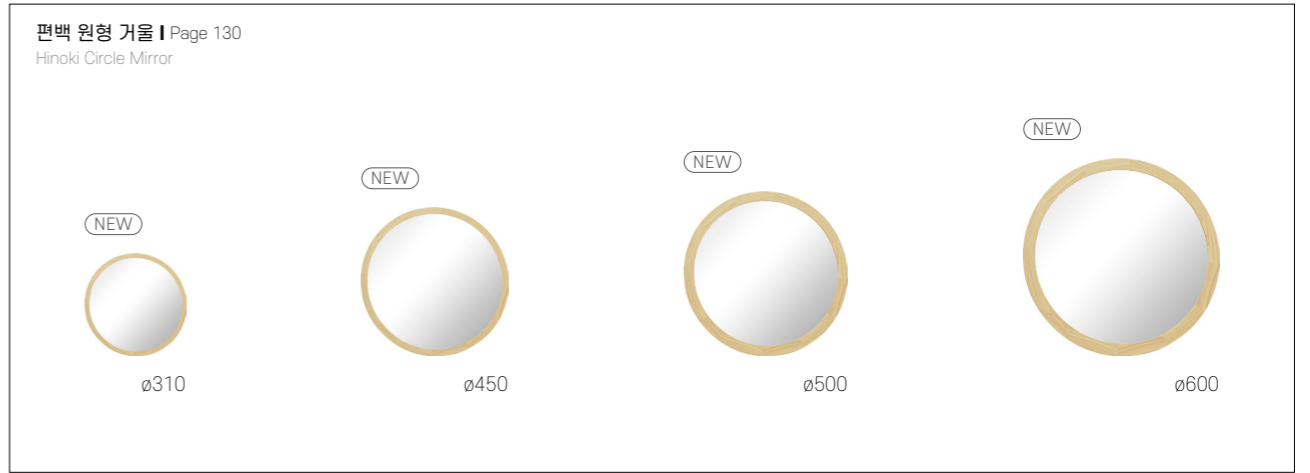 편백 원형 거울 I Page 130
Hinoki Circle Mirror
NEW
NEW
NEW
NEW
ø310
ø450
ø500
ø600